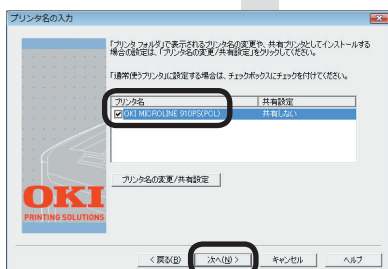 プリンタ名の入力
「プリンタ フォルダ」で表示されるプリンタ名の変更や、共有プリンタとしてインストールする
場合の設定は、「プリンタ名の変更/共有設定」をクリックしてください。
「通常使うプリンタ」に設定する場合は、チェックボックスにチェックを付けてください。
プリンタ名 共有設定
OKI MICROLINE 910PS(PCL) 共有しない
プリンタ名の変更/共有設定
OKI
PRINTING SOLUTIONS
< 戻る(B) 次へ(N) > キャンセル ヘルプ